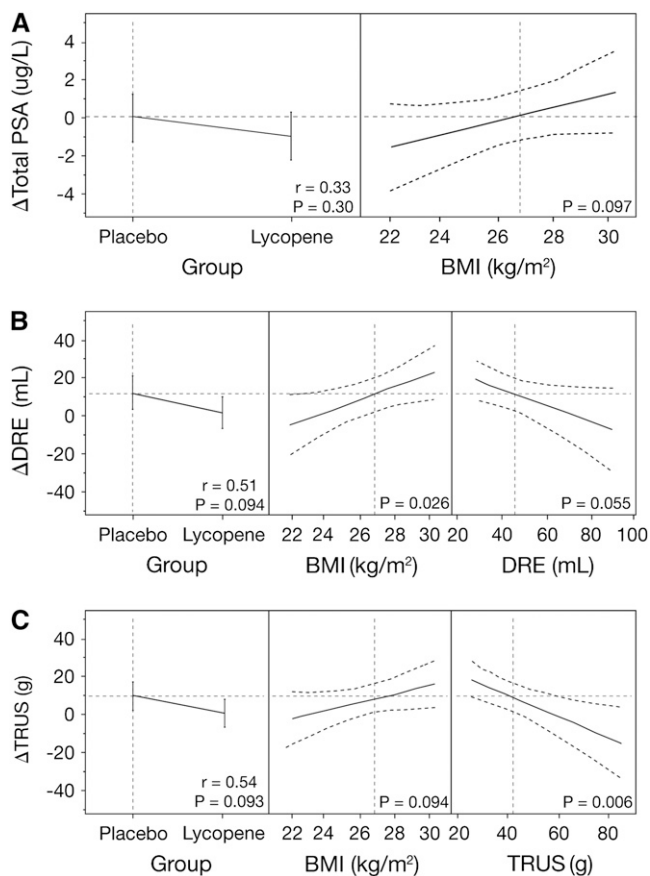 A
ΔTotal PSA (ug/L)
4
2
0
-2
-4
r = 0.33
P = 0.30
P = 0.097
Placebo Lycopene
22 24 26 28 30
Group
BMI (kg/m²)
B
ΔDRE (mL)
40
20
0
-20
-40
r = 0.51
P = 0.094
P = 0.026
P = 0.055
Placebo Lycopene
22 24 26 28 30
20 40 60 80 100
Group
BMI (kg/m²)
DRE (mL)
C
ΔTRUS (g)
40
20
0
-20
-40
r = 0.54
P = 0.093
P = 0.094
P = 0.006
Placebo Lycopene
22 24 26 28 30
20 40 60 80
Group
BMI (kg/m²)
TRUS (g)